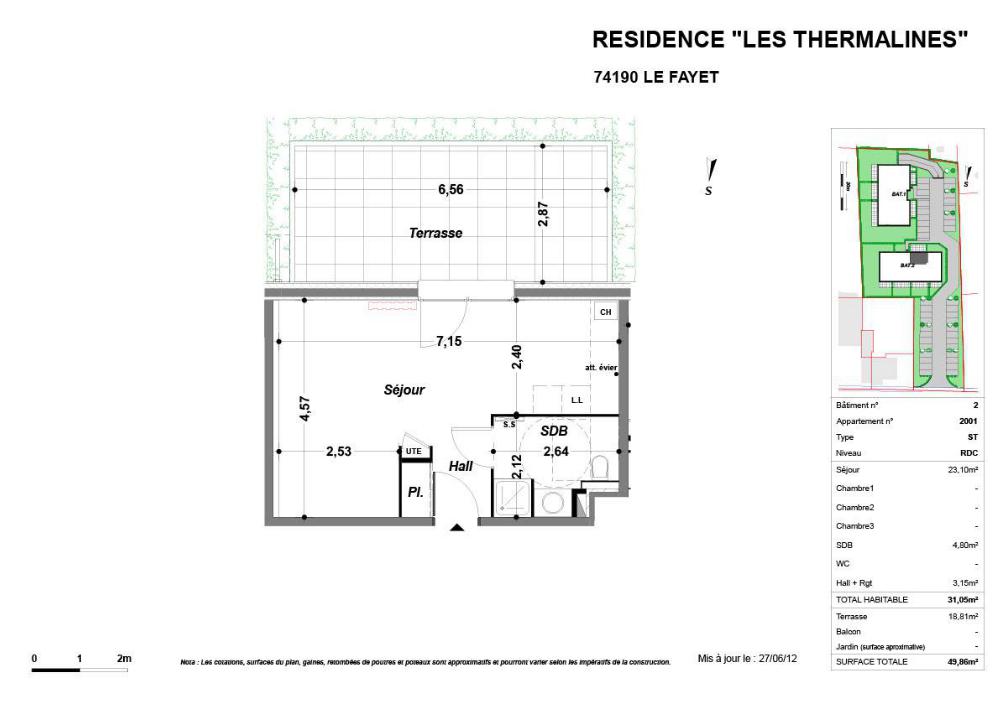 RESIDENCE "LES THERMALINES"
74190 LE FAYET
6,56
2,87
Terrasse
S
CH
7,15
2,40
att. évier
Séjour
4,57
L.L
S.S
SDB
2,53
UTE
Hall
2,12
2,64
Pl.
BAT.1
S
BAT.2
Bâtiment n° 2
Appartement n° 2001
Type ST
Niveau RDC
Séjour 23,10m²
Chambre1 -
Chambre2 -
Chambre3 -
SDB 4,80m²
WC -
Hall + Rgt 3,15m²
TOTAL HABITABLE 31,05m²
Terrasse 18,81m²
Balcon -
Jardin (surface aproximative) -
SURFACE TOTALE 49,86m²
0 1 2m
Nota : Les cotations, surfaces du plan, gaines, retombées de poutres et poteaux sont approximatifs et pourront varier selon les impératifs de la construction.
Mis à jour le : 27/06/12